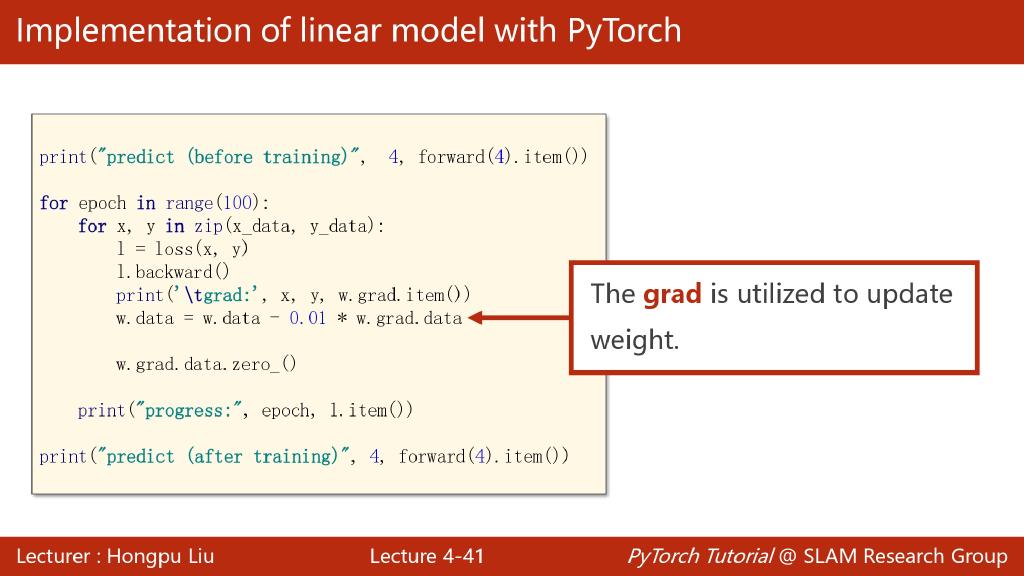 Implementation of linear model with PyTorch
print("predict (before training)",  4, forward(4).item())
for epoch in range(100):
    for x, y in zip(x_data, y_data):
        l = loss(x, y)
        l.backward()
        print('\tgrad:', x, y, w.grad.item())
        w.data = w.data - 0.01 * w.grad.data
        w.grad.data.zero_()
    print("progress:", epoch, l.item())
print("predict (after training)", 4, forward(4).item())
The grad is utilized to update
weight.
Lecturer : Hongpu Liu
Lecture 4-41
PyTorch Tutorial @ SLAM Research Group